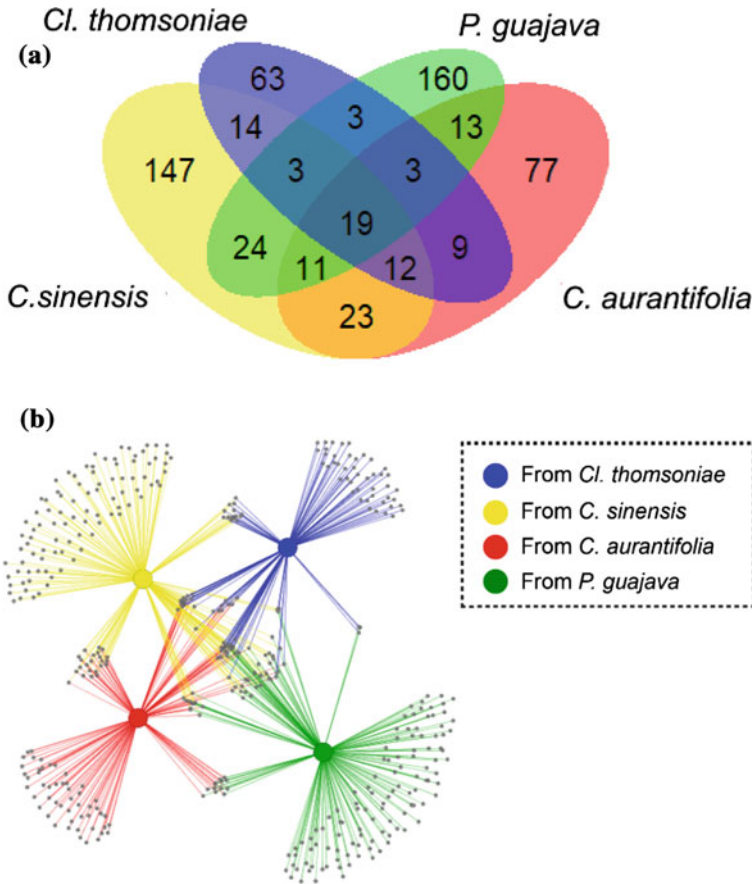 Cl. thomsoniae
P. guajava
(a)
63
160
14
3
13
147
3
3
77
19
24
11
12
9
C.sinensis
23
C. aurantifolia
(b)
From Cl. thomsoniae
From C. sinensis
From C. aurantifolia
From P. guajava